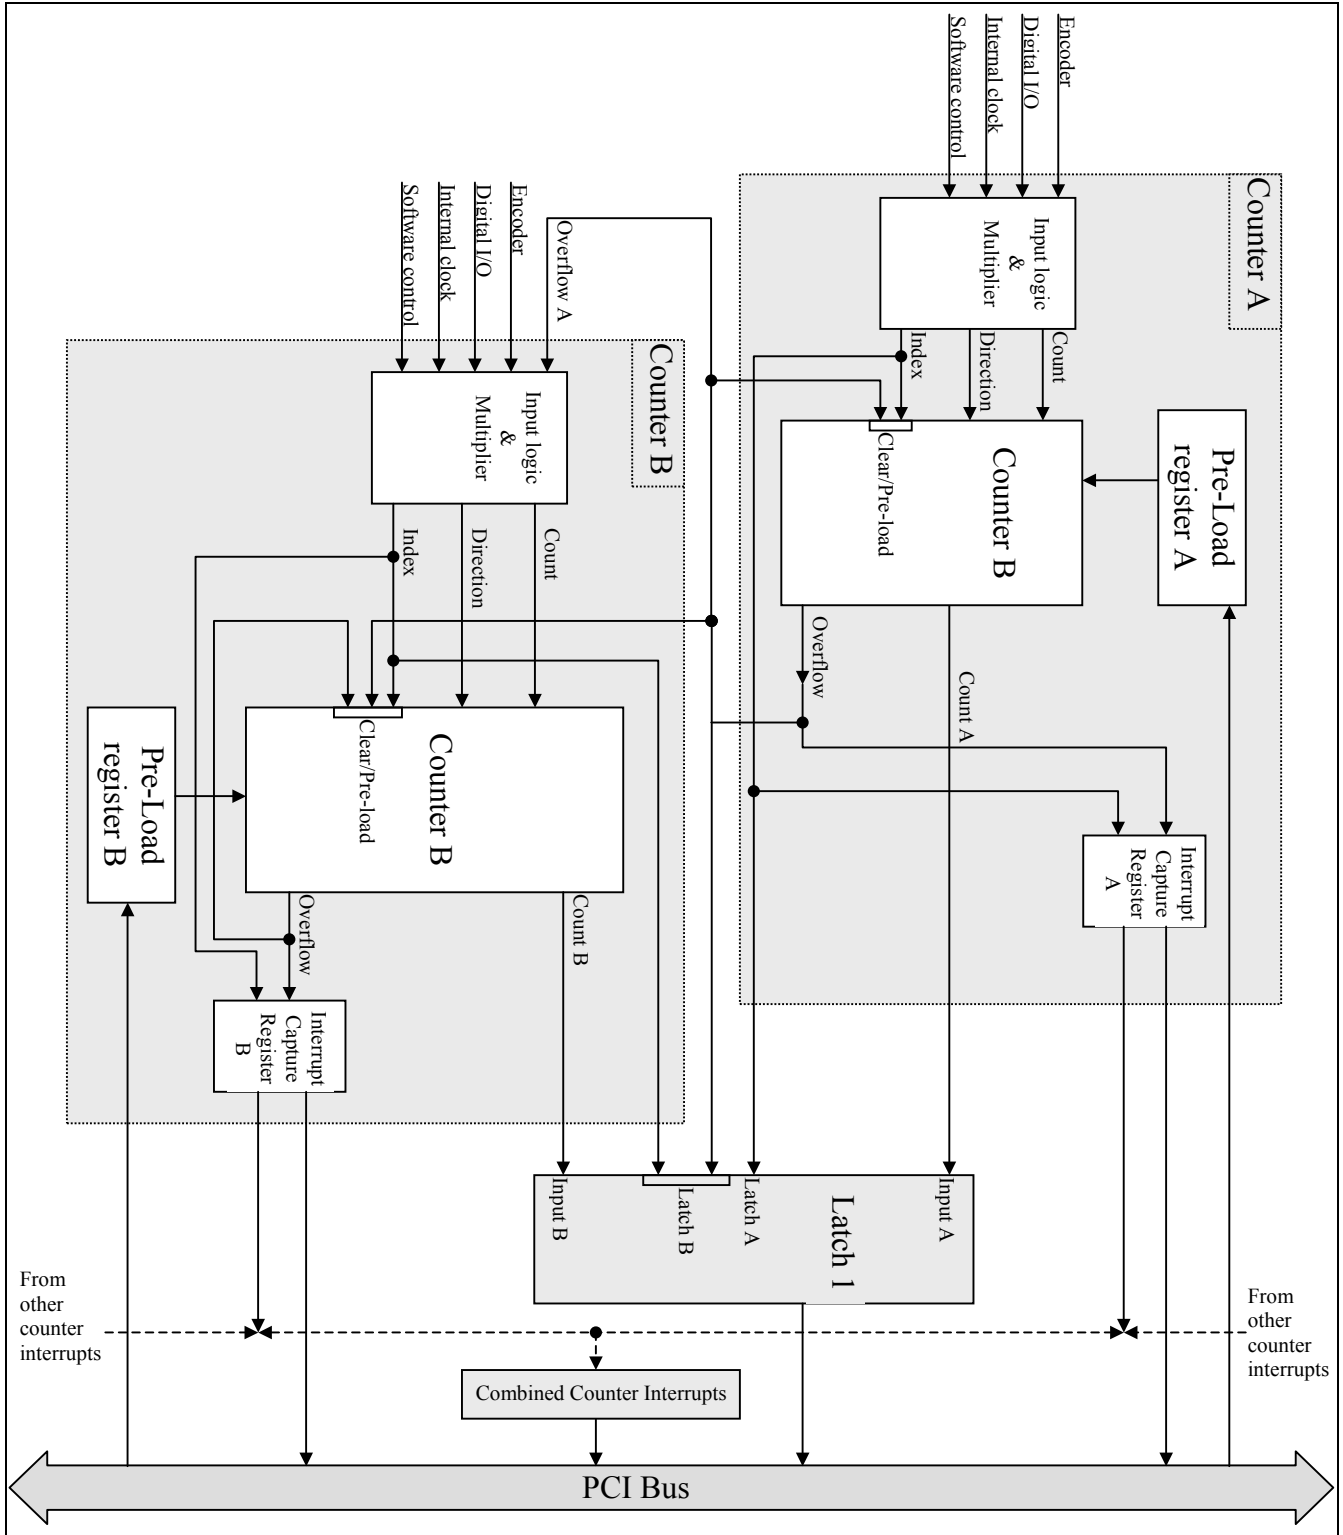 Encoder
Digital I/O
Internal clock
Software control
Counter A
Input logic
&
Multiplier
Count
Direction
Index
Pre-Load
register A
Counter B
Clear/Pre-load
Overflow
Count A
Interrupt
Capture
Register
A
Overflow A
Encoder
Digital I/O
Internal clock
Software control
Counter B
Input logic
&
Multiplier
Count
Direction
Index
Counter B
Clear/Pre-load
Pre-Load
register B
Overflow
Count B
Interrupt
Capture
Register
B
Input A
Latch 1
Latch A
Latch B
Input B
From
other
counter
interrupts
From
other
counter
interrupts
Combined Counter Interrupts
PCI Bus